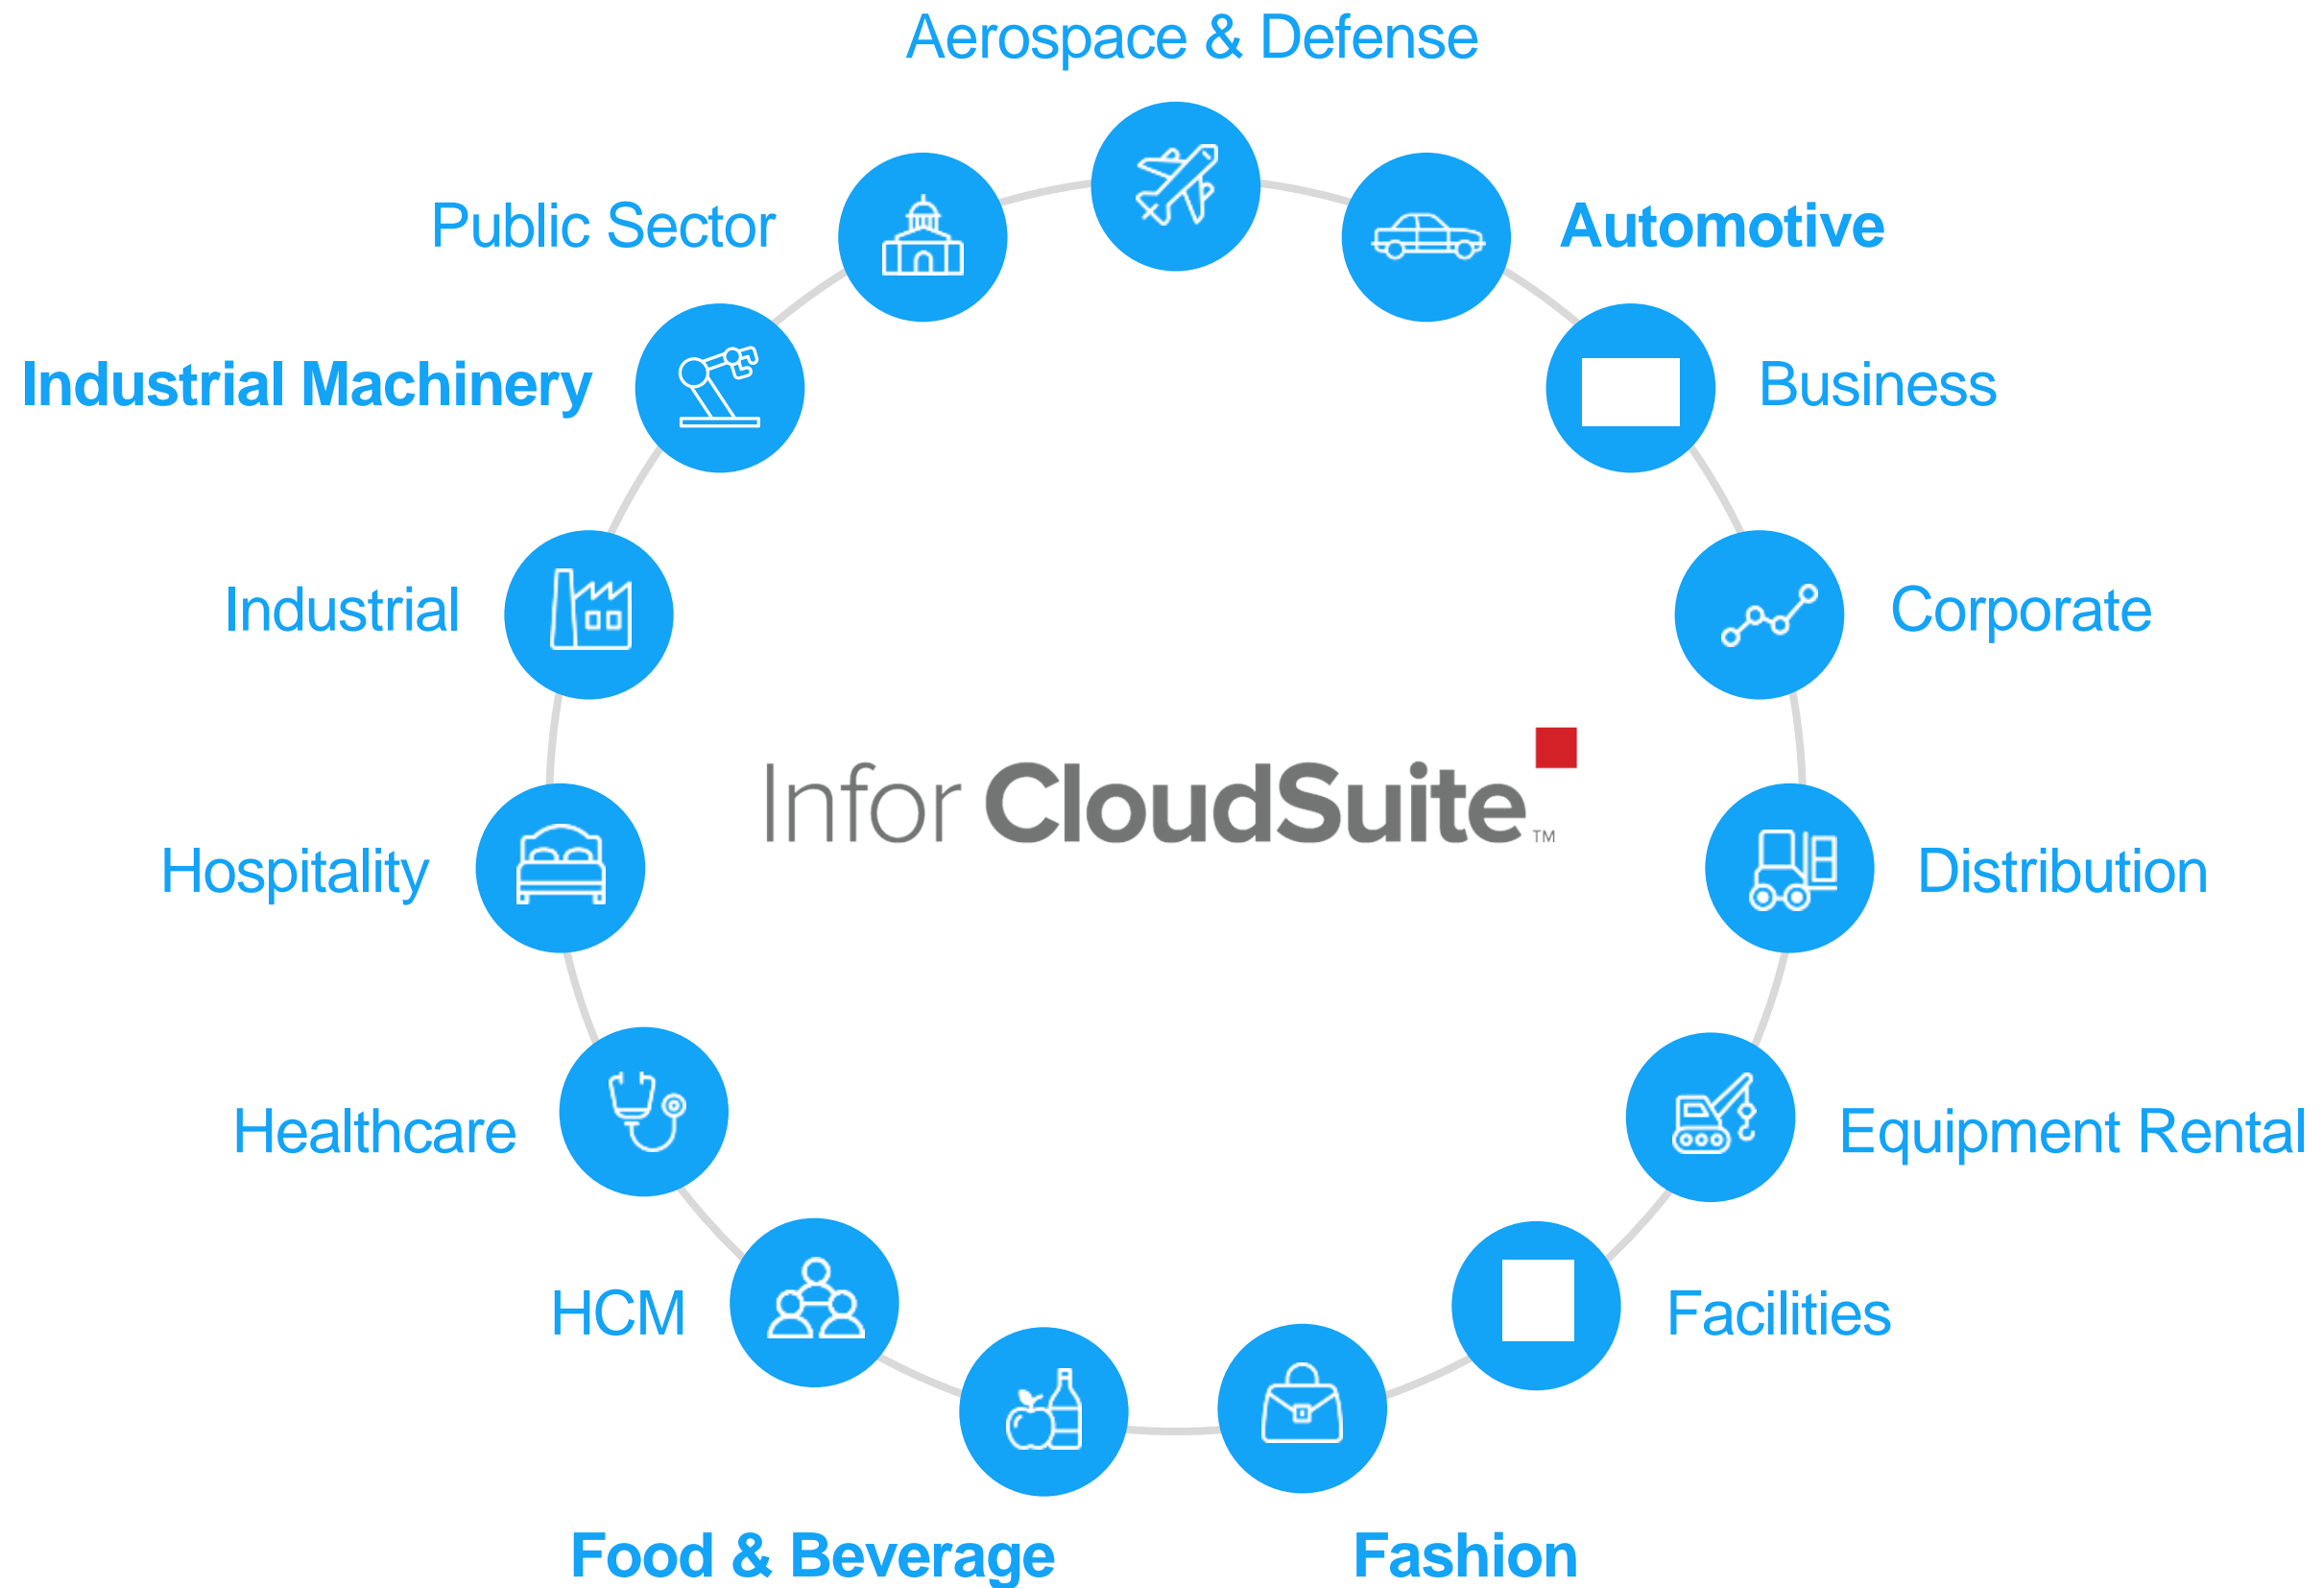 Aerospace & Defense
Public Sector
Automotive
Industrial Machinery
Business
Industrial
Corporate
Infor CloudSuite™
Hospitality
Distribution
Healthcare
Equipment Rental
HCM
Facilities
Food & Beverage
Fashion